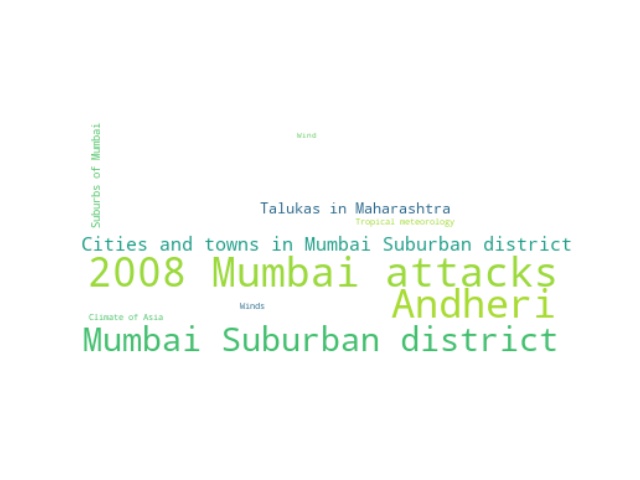 Suburbs of Mumbai
Wind
Talukas in Maharashtra
Tropical meteorology
Cities and towns in Mumbai Suburban district
2008 Mumbai attacks
Andheri
Winds
Climate of Asia
Mumbai Suburban district